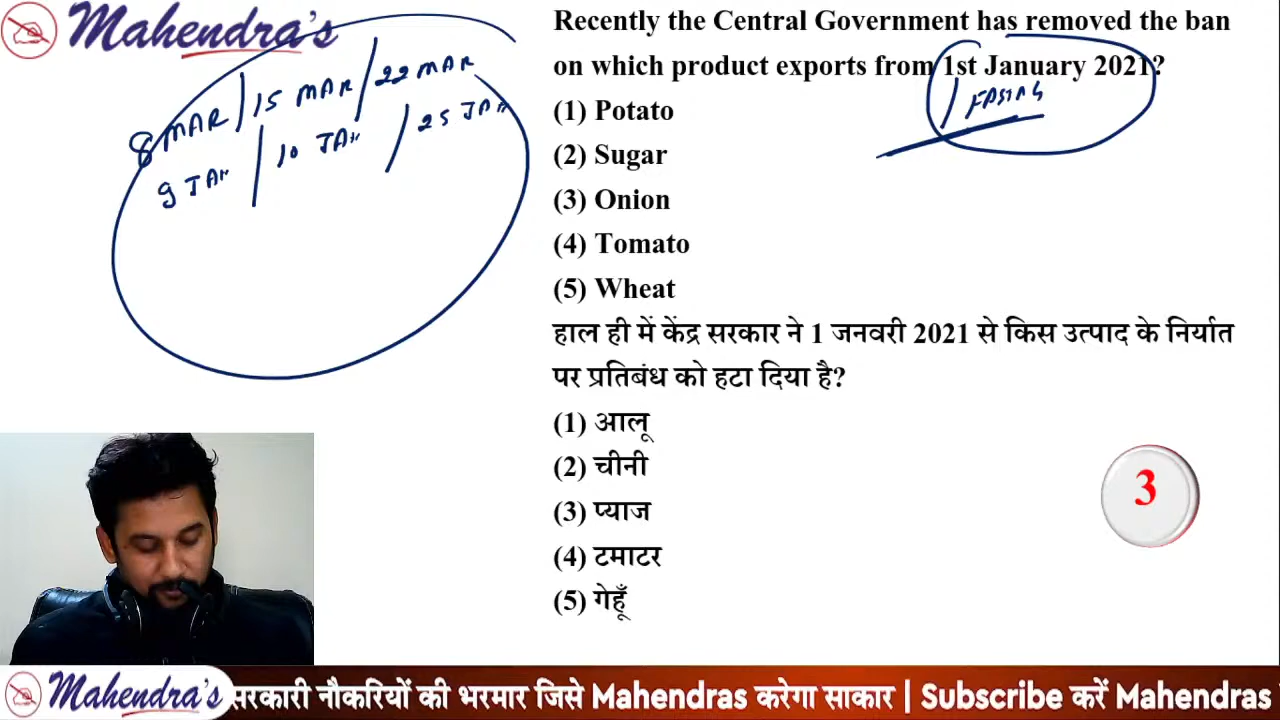 Mahendra's
8 MAR / 15 MAR / 22 MAR
9 JAN / 10 JAN / 25 JAN
Recently the Central Government has removed the ban
on which product exports from 1st January 2021?
FASTAG
(1) Potato
(2) Sugar
(3) Onion
(4) Tomato
(5) Wheat
हाल ही में केंद्र सरकार ने 1 जनवरी 2021 से किस उत्पाद के निर्यात
पर प्रतिबंध को हटा दिया है?
(1) आलू
(2) चीनी
(3) प्याज
(4) टमाटर
(5) गेहूँ
3
Mahendra's सरकारी नौकरियों की भरमार जिसे Mahendras करेगा साकार | Subscribe करें Mahendras